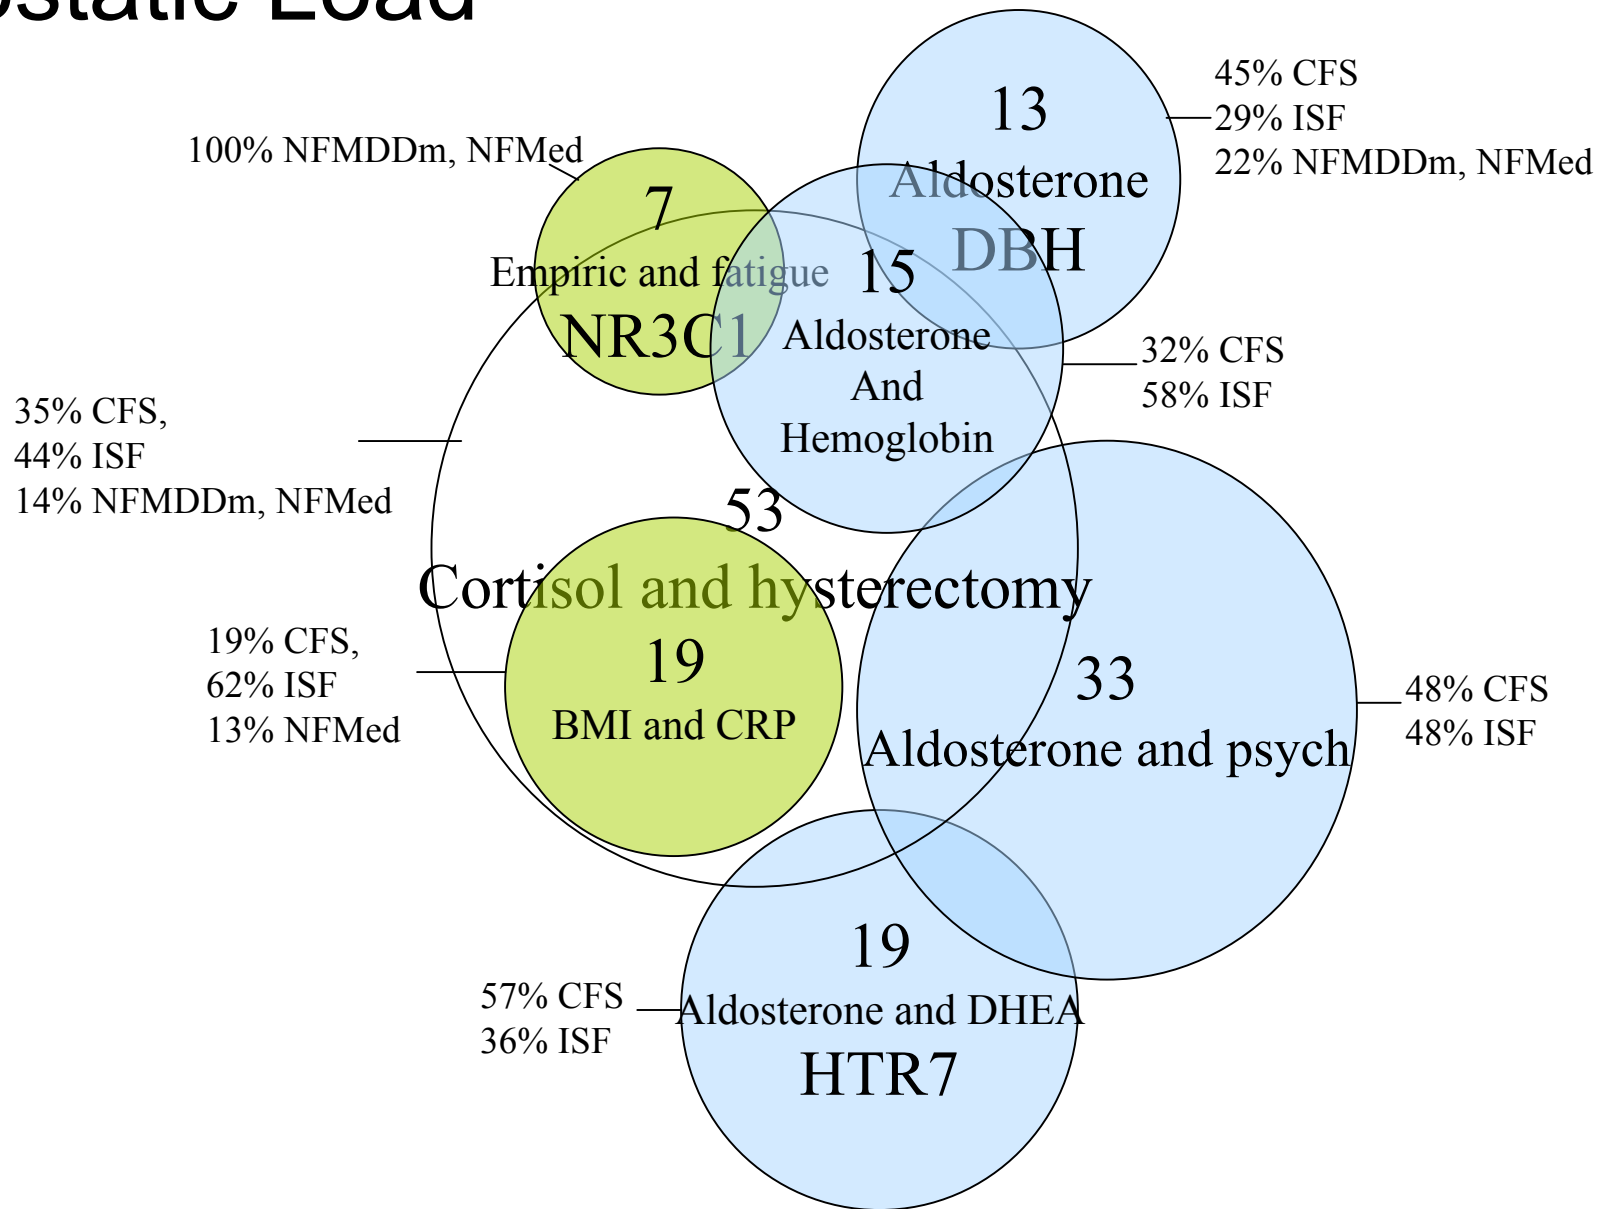 Load
13
Aldosterone
DBH
45% CFS
29% ISF
22% NFMDDm, NFMed
100% NFMDDm, NFMed
7
Empiric and fatigue
NR3C1
15
Aldosterone
And
Hemoglobin
32% CFS
58% ISF
35% CFS,
44% ISF
14% NFMDDm, NFMed
53
Cortisol and hysterectomy
19% CFS,
62% ISF
13% NFMed
19
BMI and CRP
33
Aldosterone and psych
48% CFS
48% ISF
57% CFS
36% ISF
19
Aldosterone and DHEA
HTR7